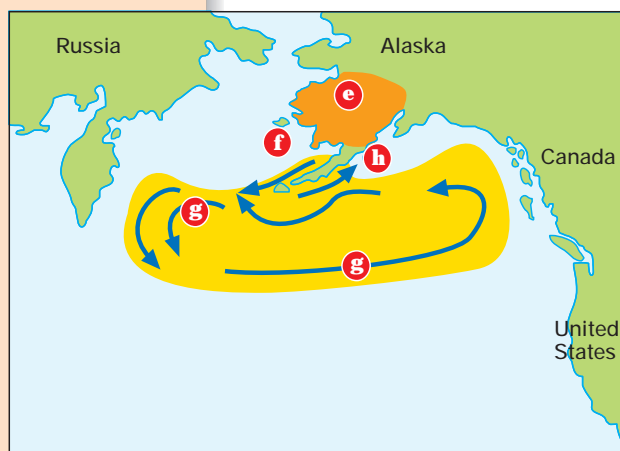 Russia
Alaska
e
f
h
Canada
g
g
United
States